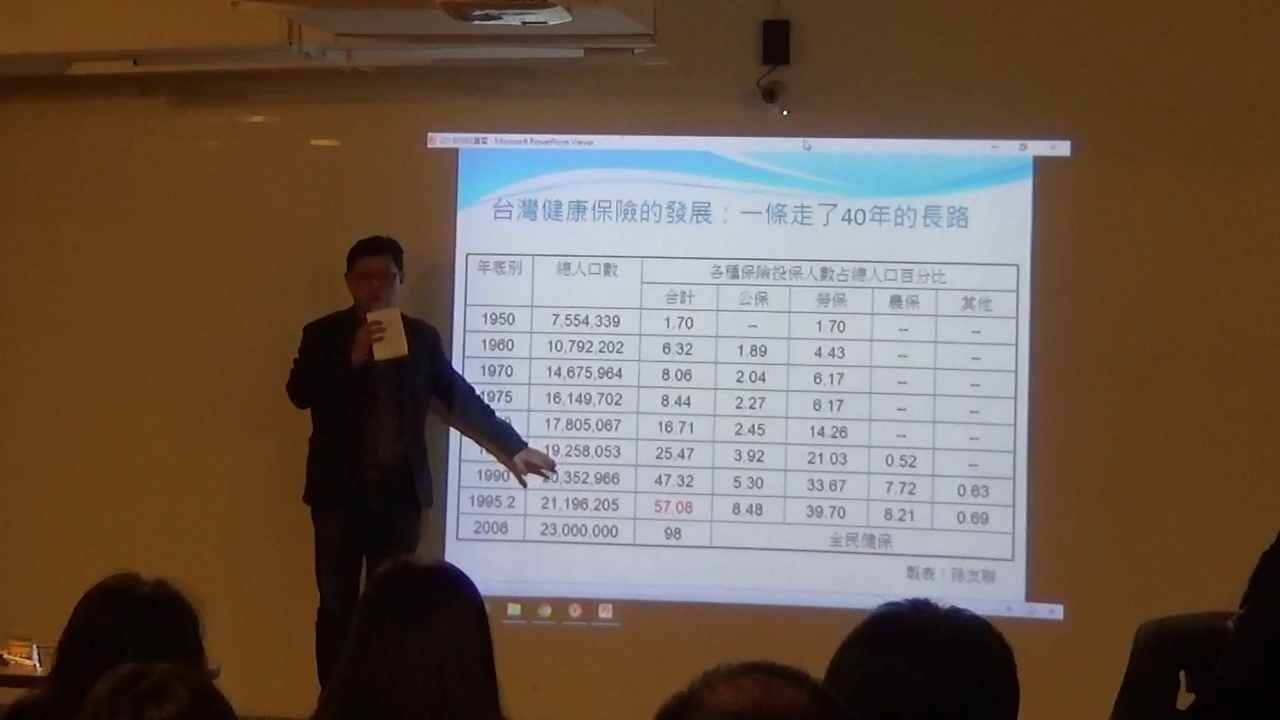 Microsoft PowerPoint Viewer
台灣健康保險的發展：一條走了40年的長路
年底別 總人口數 各種保險投保人數占總人口百分比
合計 公保 勞保 農保 其他
1950 7,554,339 1.70 -- 1.70 -- --
1960 10,792,202 6.32 1.89 4.43 -- --
1970 14,675,964 8.06 2.04 6.17 -- --
1975 16,149,702 8.44 2.27 6.17 -- --
17,805,067 16.71 2.45 14.26 -- --
19,258,053 25.47 3.92 21.03 0.52 --
1990 20,352,966 47.32 5.30 33.67 7.72 0.63
1995.2 21,196,205 57.08 8.48 39.70 8.21 0.69
2006 23,000,000 98 全民健保
製表：孫友聯